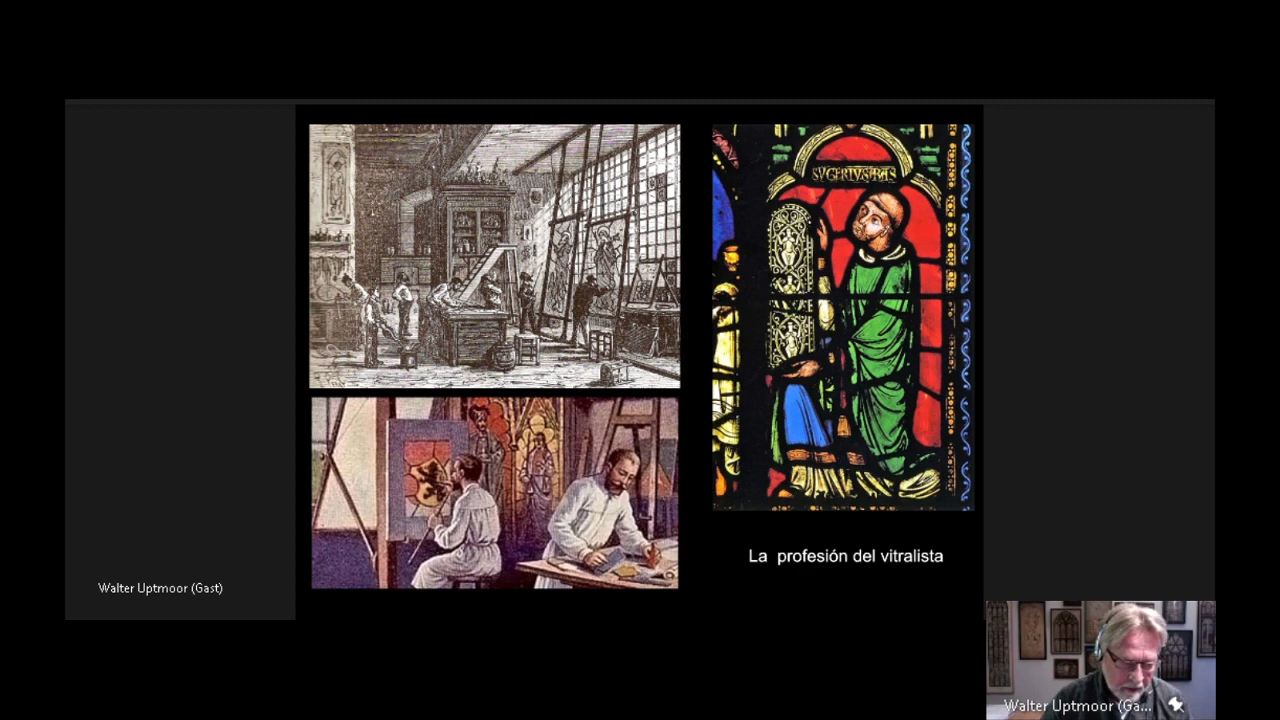 SVGERIVS ABAS
La profesión del vitralista
Walter Uptmoor (Gast)
Walter Uptmoor (Ga...